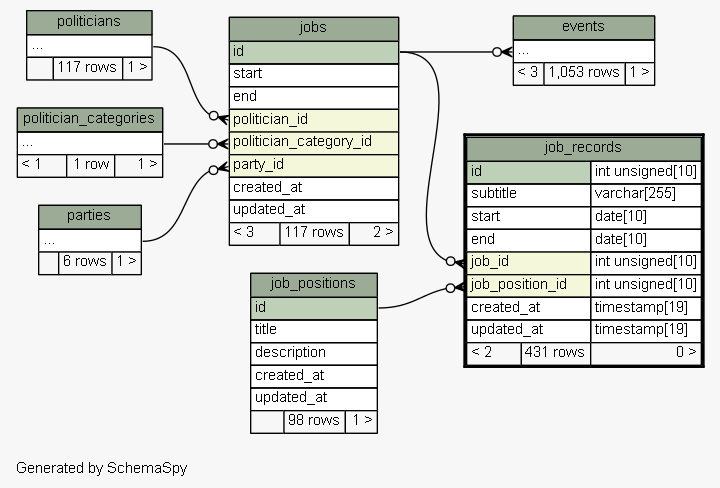 politicians
...
117 rows 1 >
politician_categories
...
< 1 1 row 1 >
parties
...
6 rows 1 >
jobs
id
start
end
politician_id
politician_category_id
party_id
created_at
updated_at
< 3 117 rows 2 >
job_positions
id
title
description
created_at
updated_at
98 rows 1 >
events
...
< 3 1,053 rows 1 >
job_records
id int unsigned[10]
subtitle varchar[255]
start date[10]
end date[10]
job_id int unsigned[10]
job_position_id int unsigned[10]
created_at timestamp[19]
updated_at timestamp[19]
< 2 431 rows 0 >
Generated by SchemaSpy